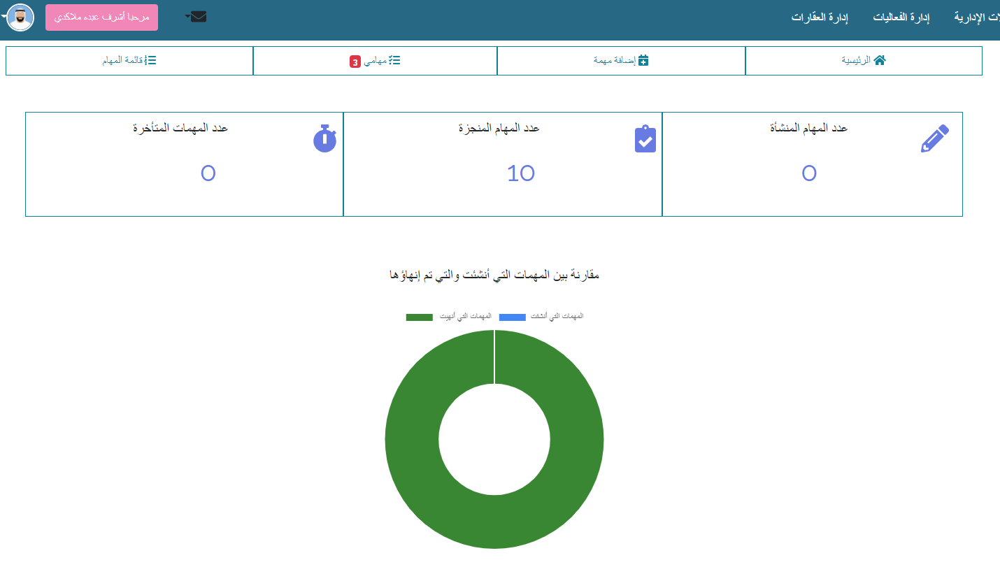 ات الإدارية
إدارة الفعاليات
إدارة العقارات
مرحبا أشرف عبده ملاكدي
الرئيسية
إضافة مهمة
مهامي 3
قائمة المهام
عدد المهام المنشأة
0
عدد المهام المنجزة
10
عدد المهمات المتأخرة
0
مقارنة بين المهمات التي أنشئت والتي تم إنهاؤها
المهمات التي أنشئت
المهمات التي أنهيت